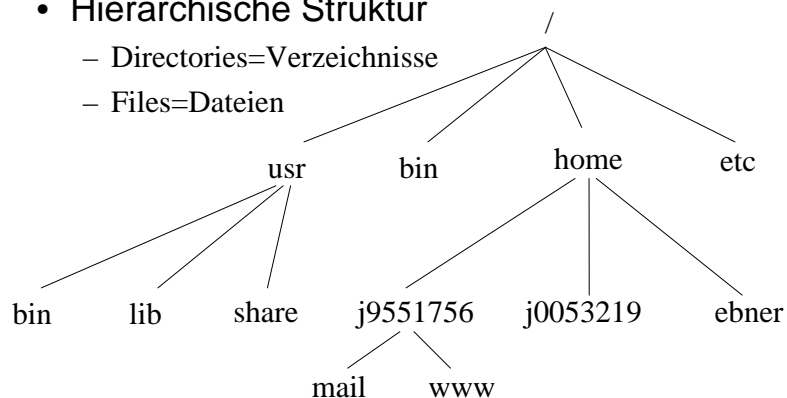 • Hierarchische Struktur
/
– Directories=Verzeichnisse
– Files=Dateien
usr bin home etc
bin lib share j9551756 j0053219 ebner
mail www